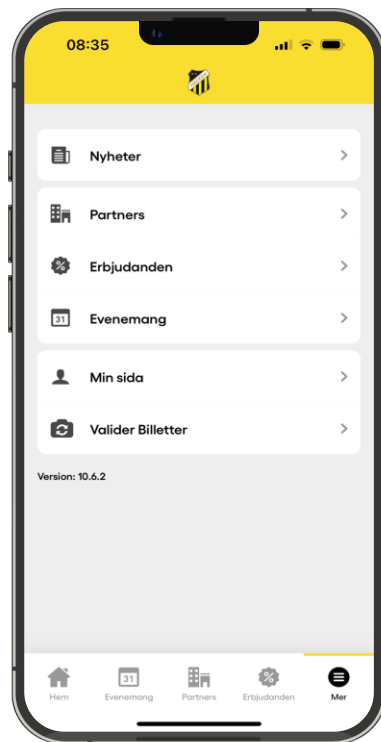 08:35
Nyheter
Partners
Erbjudanden
31
Evenemang
Min sida
Valider Billetter
Version: 10.6.2
31
Hem
Evenemang
Partners
Erbjudanden
Mer